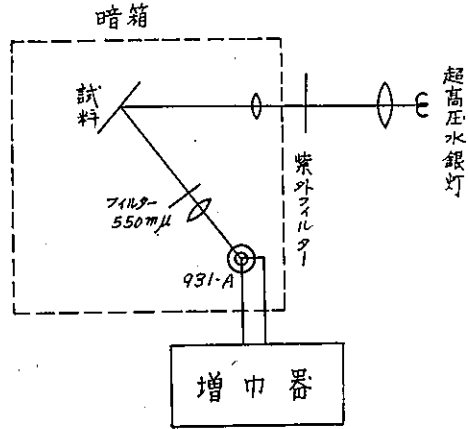 暗箱
試料
超高圧水銀灯
紫外フィルター
フィルター
550mμ
931-A
増巾器